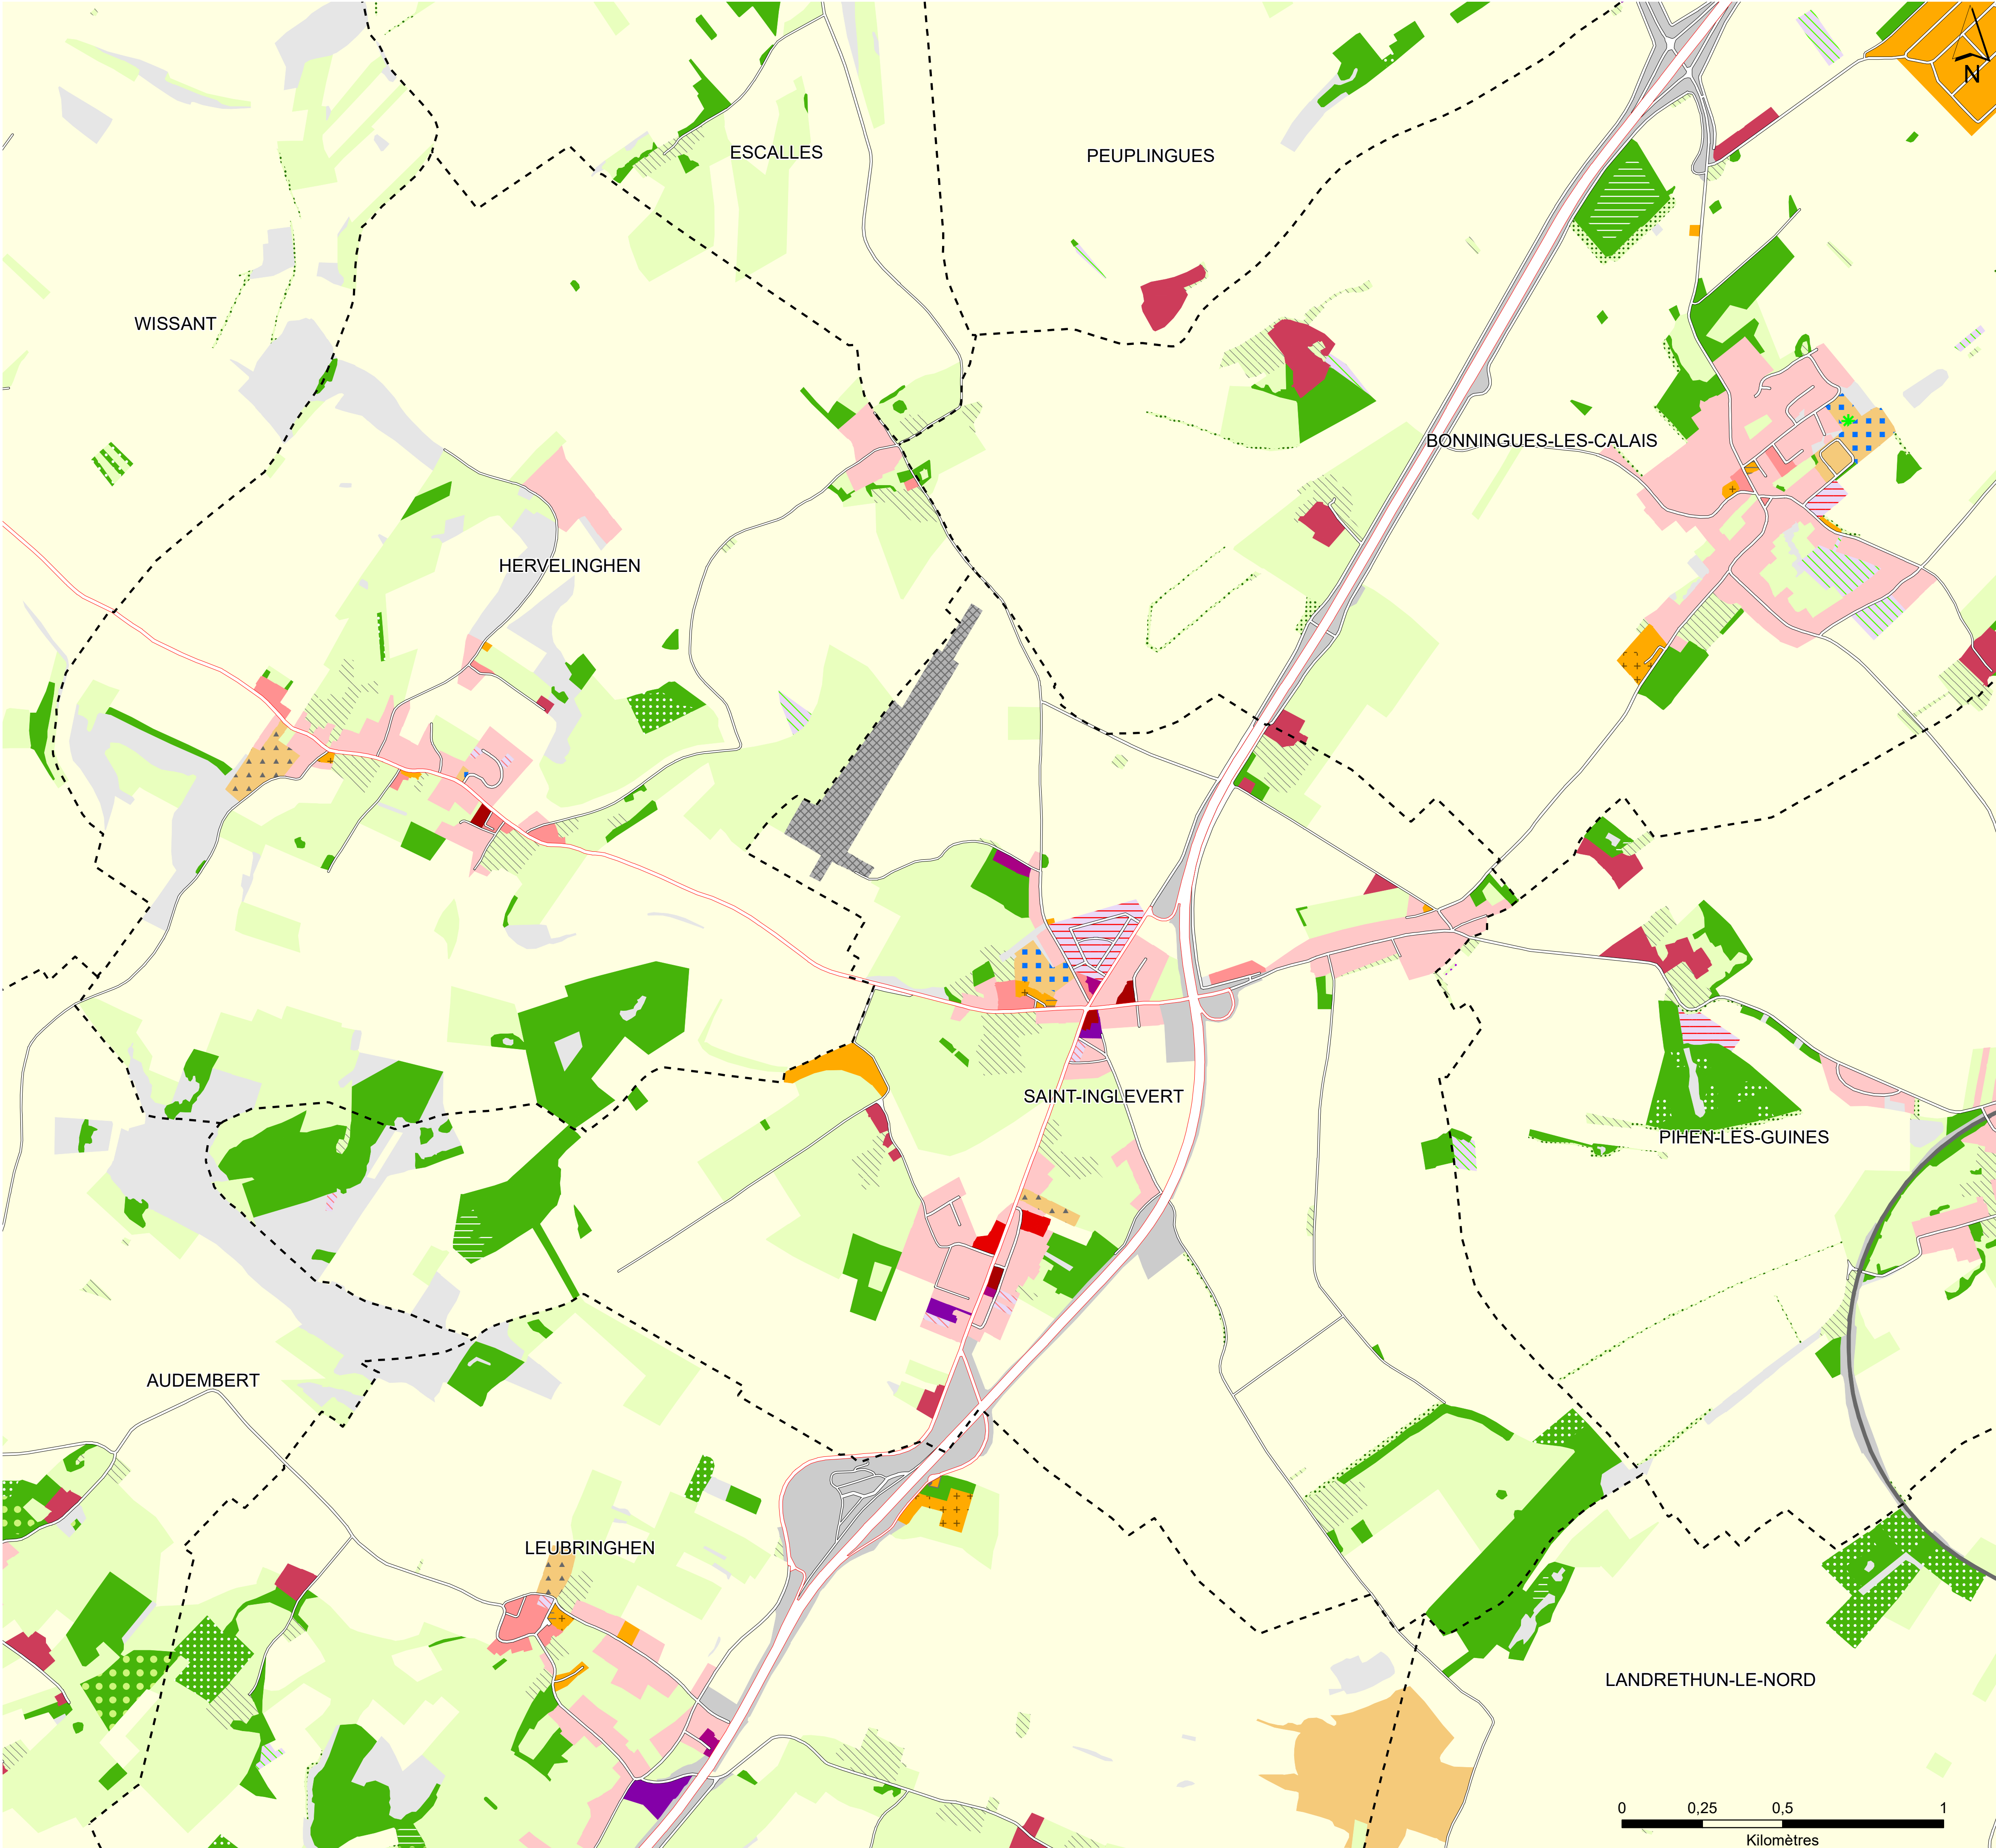 N
ESCALLES
PEUPLINGUES
WISSANT
BONNINGUES-LES-CALAIS
HERVELINGHEN
SAINT-INGLEVERT
PIHEN-LES-GUINES
AUDEMBERT
LEUBRINGHEN
LANDRETHUN-LE-NORD
0 0,25 0,5 1
Kilomètres